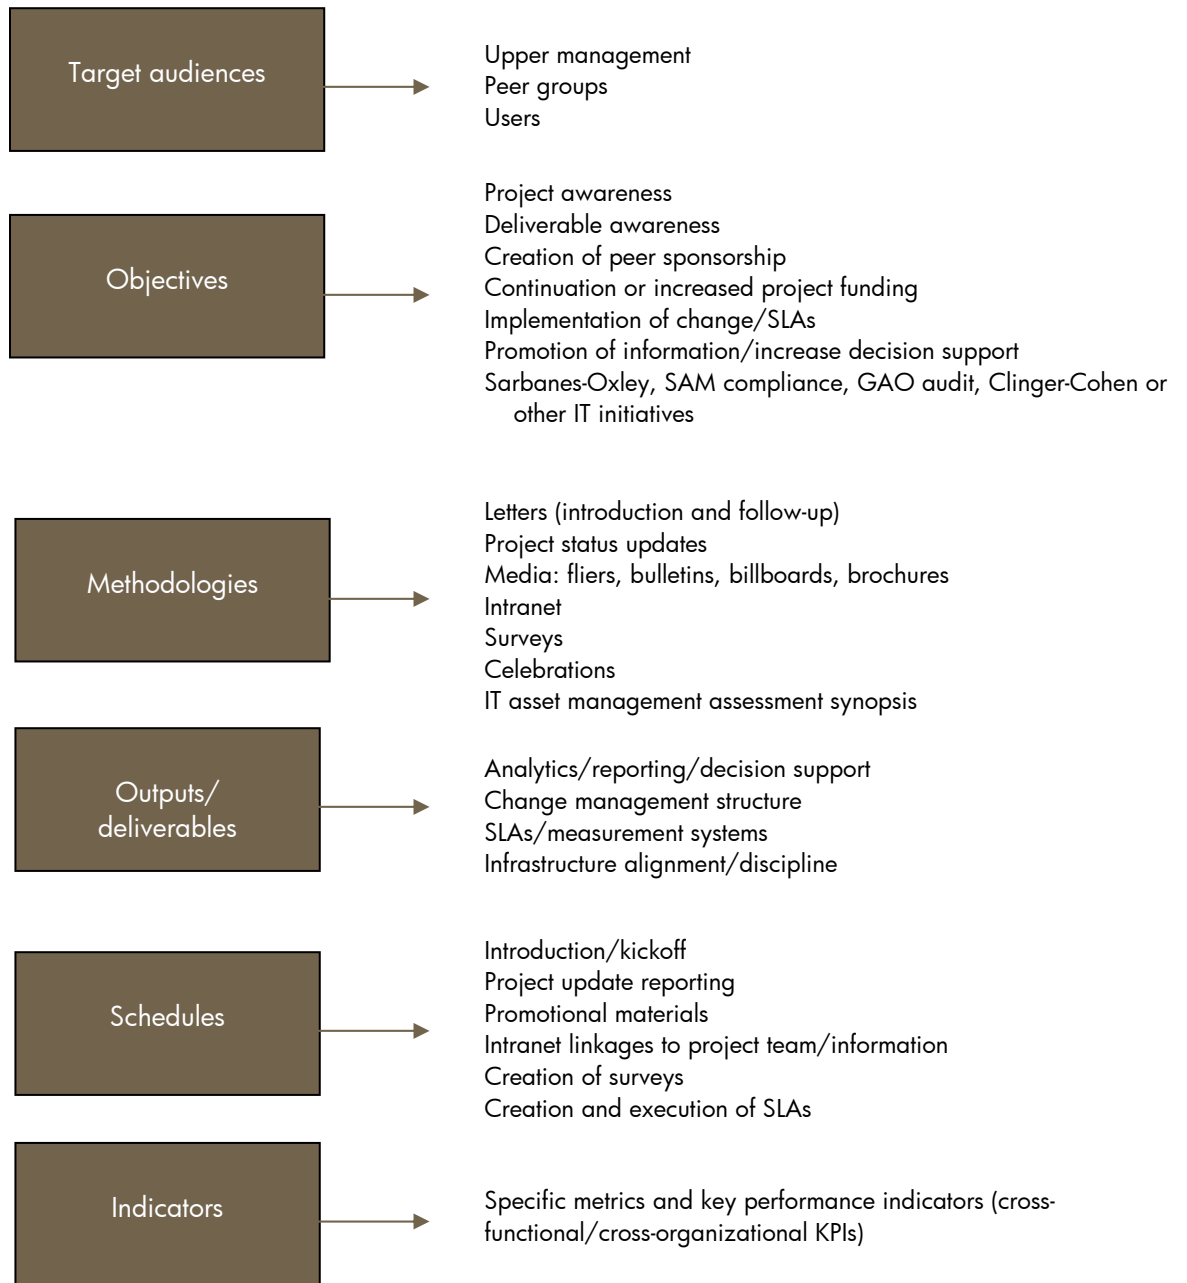 Target audiences
Upper management
Peer groups
Users
Objectives
Project awareness
Deliverable awareness
Creation of peer sponsorship
Continuation or increased project funding
Implementation of change/SLAs
Promotion of information/increase decision support
Sarbanes-Oxley, SAM compliance, GAO audit, Clinger-Cohen or
other IT initiatives
Methodologies
Letters (introduction and follow-up)
Project status updates
Media: fliers, bulletins, billboards, brochures
Intranet
Surveys
Celebrations
IT asset management assessment synopsis
Outputs/
deliverables
Analytics/reporting/decision support
Change management structure
SLAs/measurement systems
Infrastructure alignment/discipline
Schedules
Introduction/kickoff
Project update reporting
Promotional materials
Intranet linkages to project team/information
Creation of surveys
Creation and execution of SLAs
Indicators
Specific metrics and key performance indicators (cross-
functional/cross-organizational KPIs)